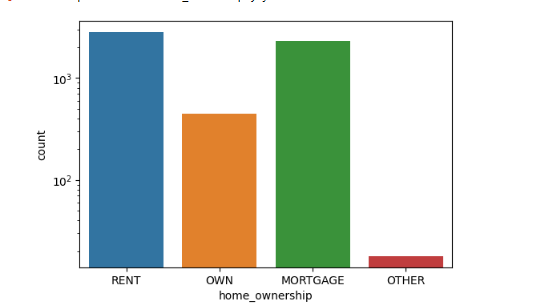 10³
10²
count
RENT OWN MORTGAGE OTHER
home_ownership